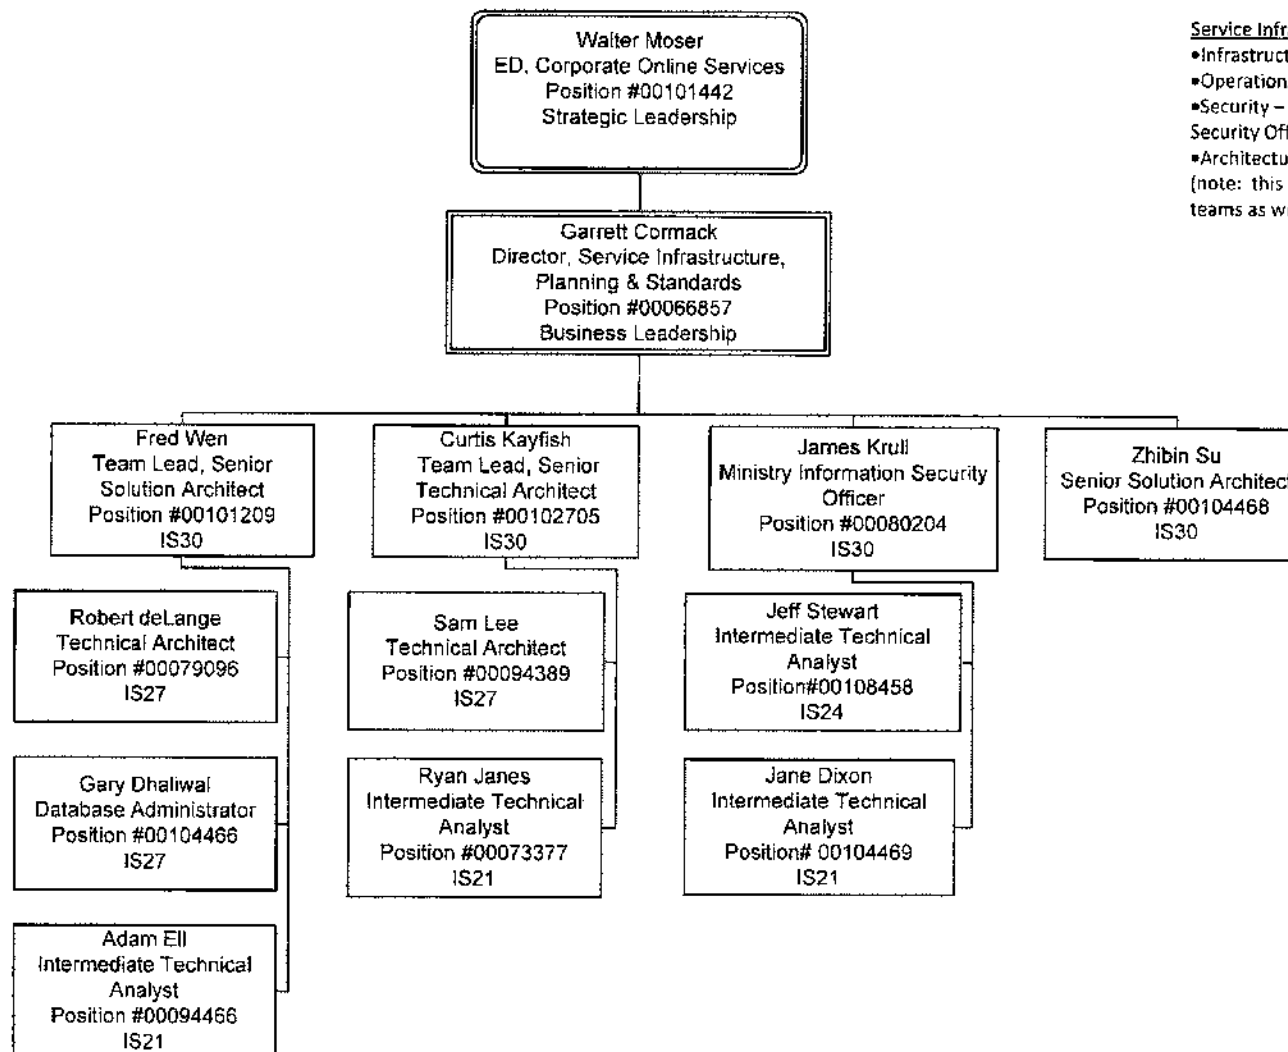 Walter Moser
ED, Corporate Online Services
Position #00101442
Strategic Leadership
Service Infr
•Infrastruct
•Operation
•Security –
Security Off
•Architectu
(note: this
teams as w
Garrett Cormack
Director, Service Infrastructure,
Planning & Standards
Position #00066857
Business Leadership
Fred Wen
Team Lead, Senior
Solution Architect
Position #00101209
IS30
Curtis Kayfish
Team Lead, Senior
Technical Architect
Position #00102705
IS30
James Krull
Ministry Information Security
Officer
Position #00080204
IS30
Zhibin Su
Senior Solution Architect
Position #00104468
IS30
Robert deLange
Technical Architect
Position #00079096
IS27
Sam Lee
Technical Architect
Position #00094389
IS27
Jeff Stewart
Intermediate Technical
Analyst
Position#00108458
IS24
Gary Dhaliwal
Database Administrator
Position #00104466
IS27
Ryan Janes
Intermediate Technical
Analyst
Position #00073377
IS21
Jane Dixon
Intermediate Technical
Analyst
Position# 00104469
IS21
Adam Ell
Intermediate Technical
Analyst
Position #00094466
IS21